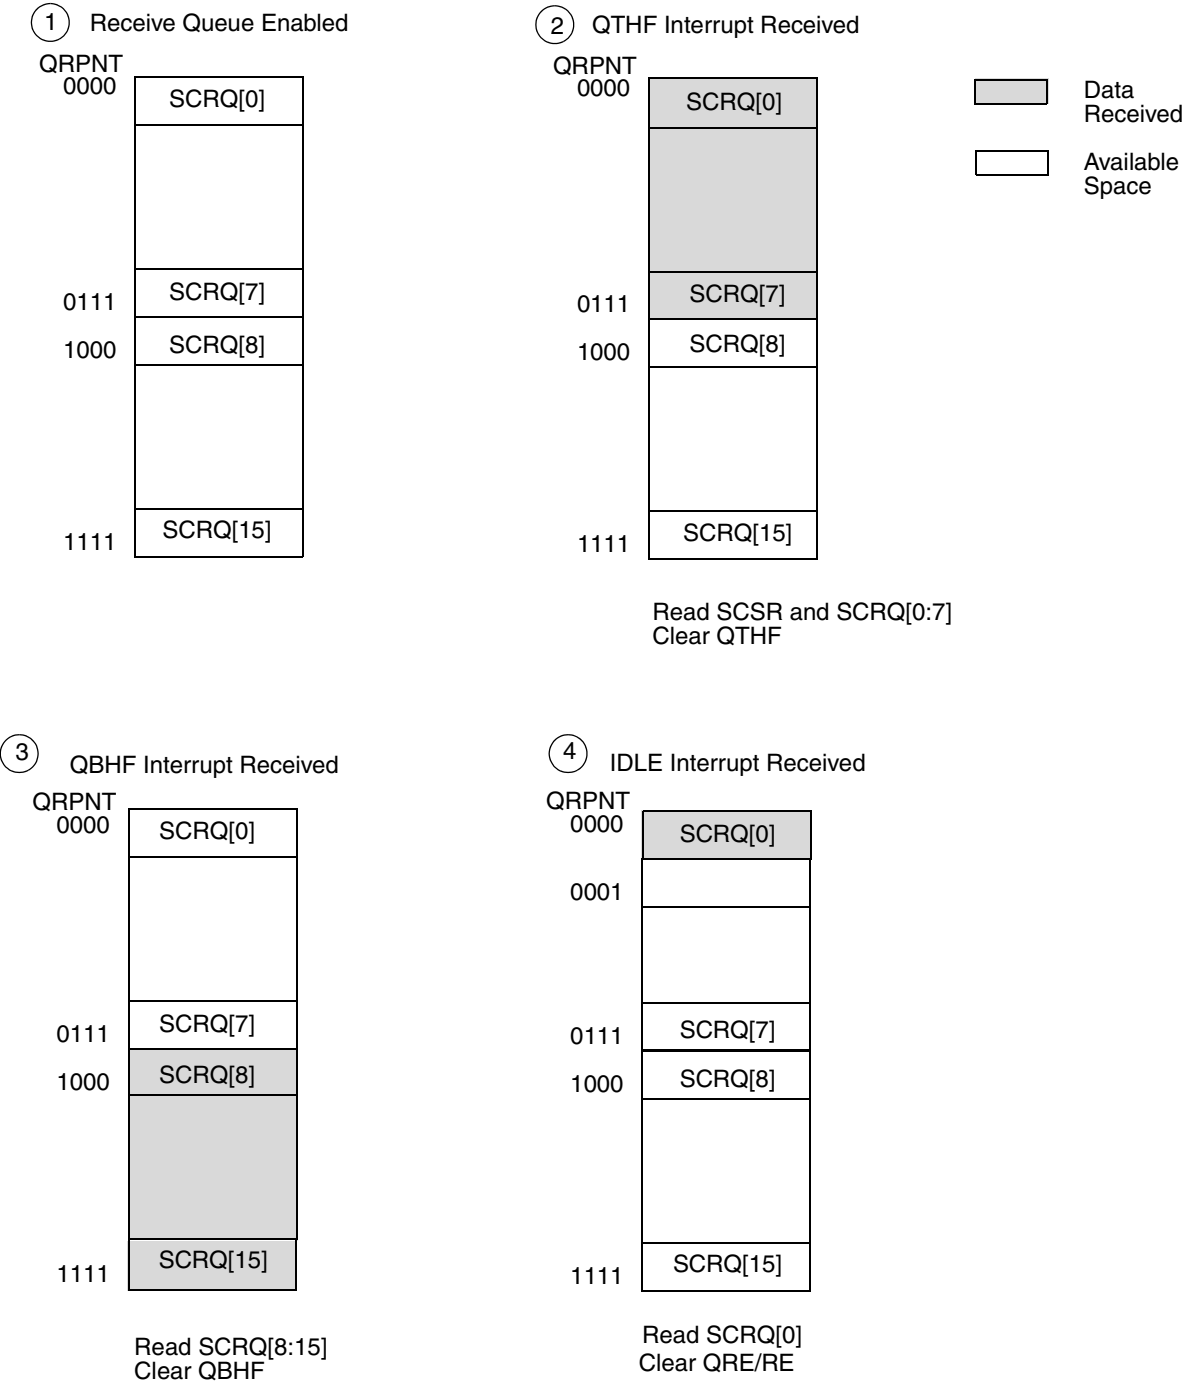 1 Receive Queue Enabled
QRPNT
0000 SCRQ[0]
0111 SCRQ[7]
1000 SCRQ[8]
1111 SCRQ[15]
2 QTHF Interrupt Received
QRPNT
0000 SCRQ[0]
0111 SCRQ[7]
1000 SCRQ[8]
1111 SCRQ[15]
Read SCSR and SCRQ[0:7]
Clear QTHF
Data
Received
Available
Space
3 QBHF Interrupt Received
QRPNT
0000 SCRQ[0]
0111 SCRQ[7]
1000 SCRQ[8]
1111 SCRQ[15]
Read SCRQ[8:15]
Clear QBHF
4 IDLE Interrupt Received
QRPNT
0000 SCRQ[0]
0001
0111 SCRQ[7]
1000 SCRQ[8]
1111 SCRQ[15]
Read SCRQ[0]
Clear QRE/RE